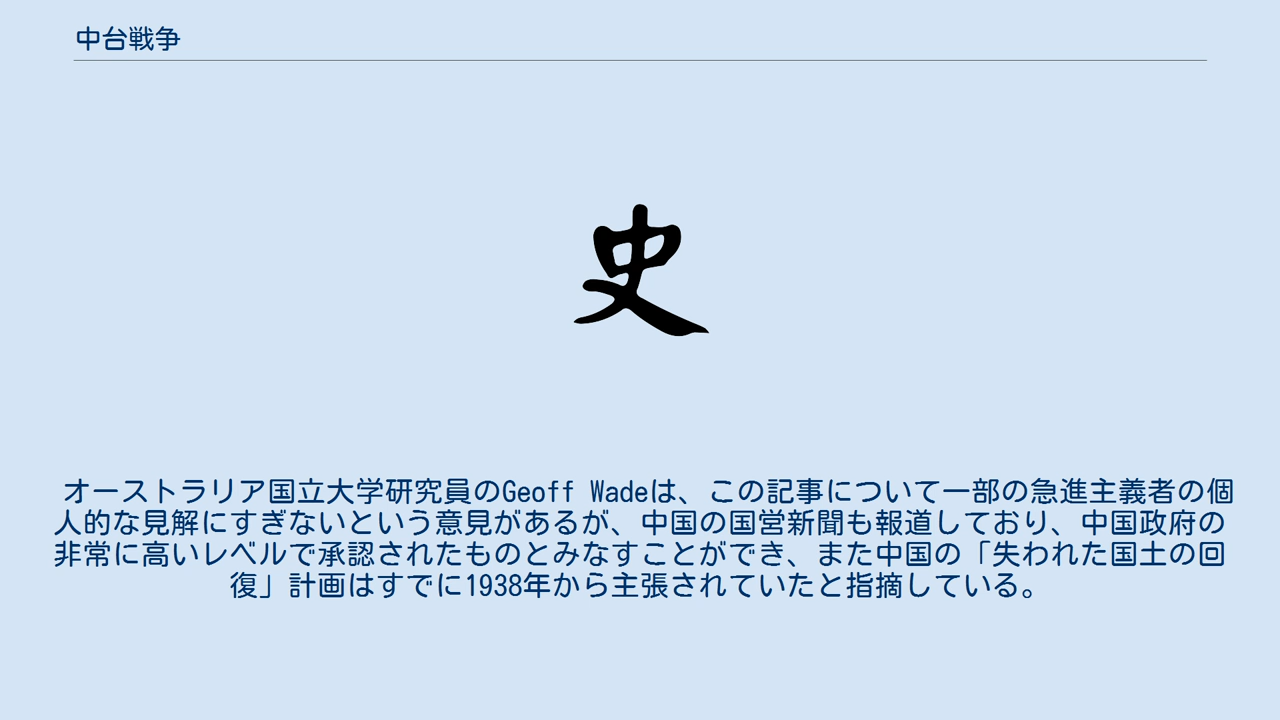 中台戦争
史
オーストラリア国立大学研究員のGeoff Wadeは、この記事について一部の急進主義者の個
人的な見解にすぎないという意見があるが、中国の国営新聞も報道しており、中国政府の
非常に高いレベルで承認されたものとみなすことができ、また中国の「失われた国土の回
復」計画はすでに1938年から主張されていたと指摘している。